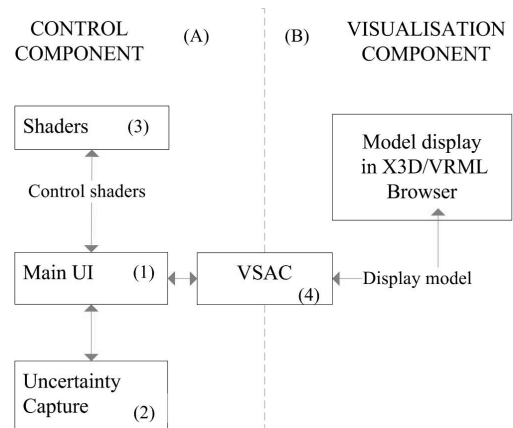 CONTROL
COMPONENT
(A)
(B)
VISUALISATION
COMPONENT
Shaders
(3)
Control shaders
Main UI
(1)
Uncertainty
Capture
(2)
VSAC
(4)
Display model
Model display
in X3D/VRML
Browser